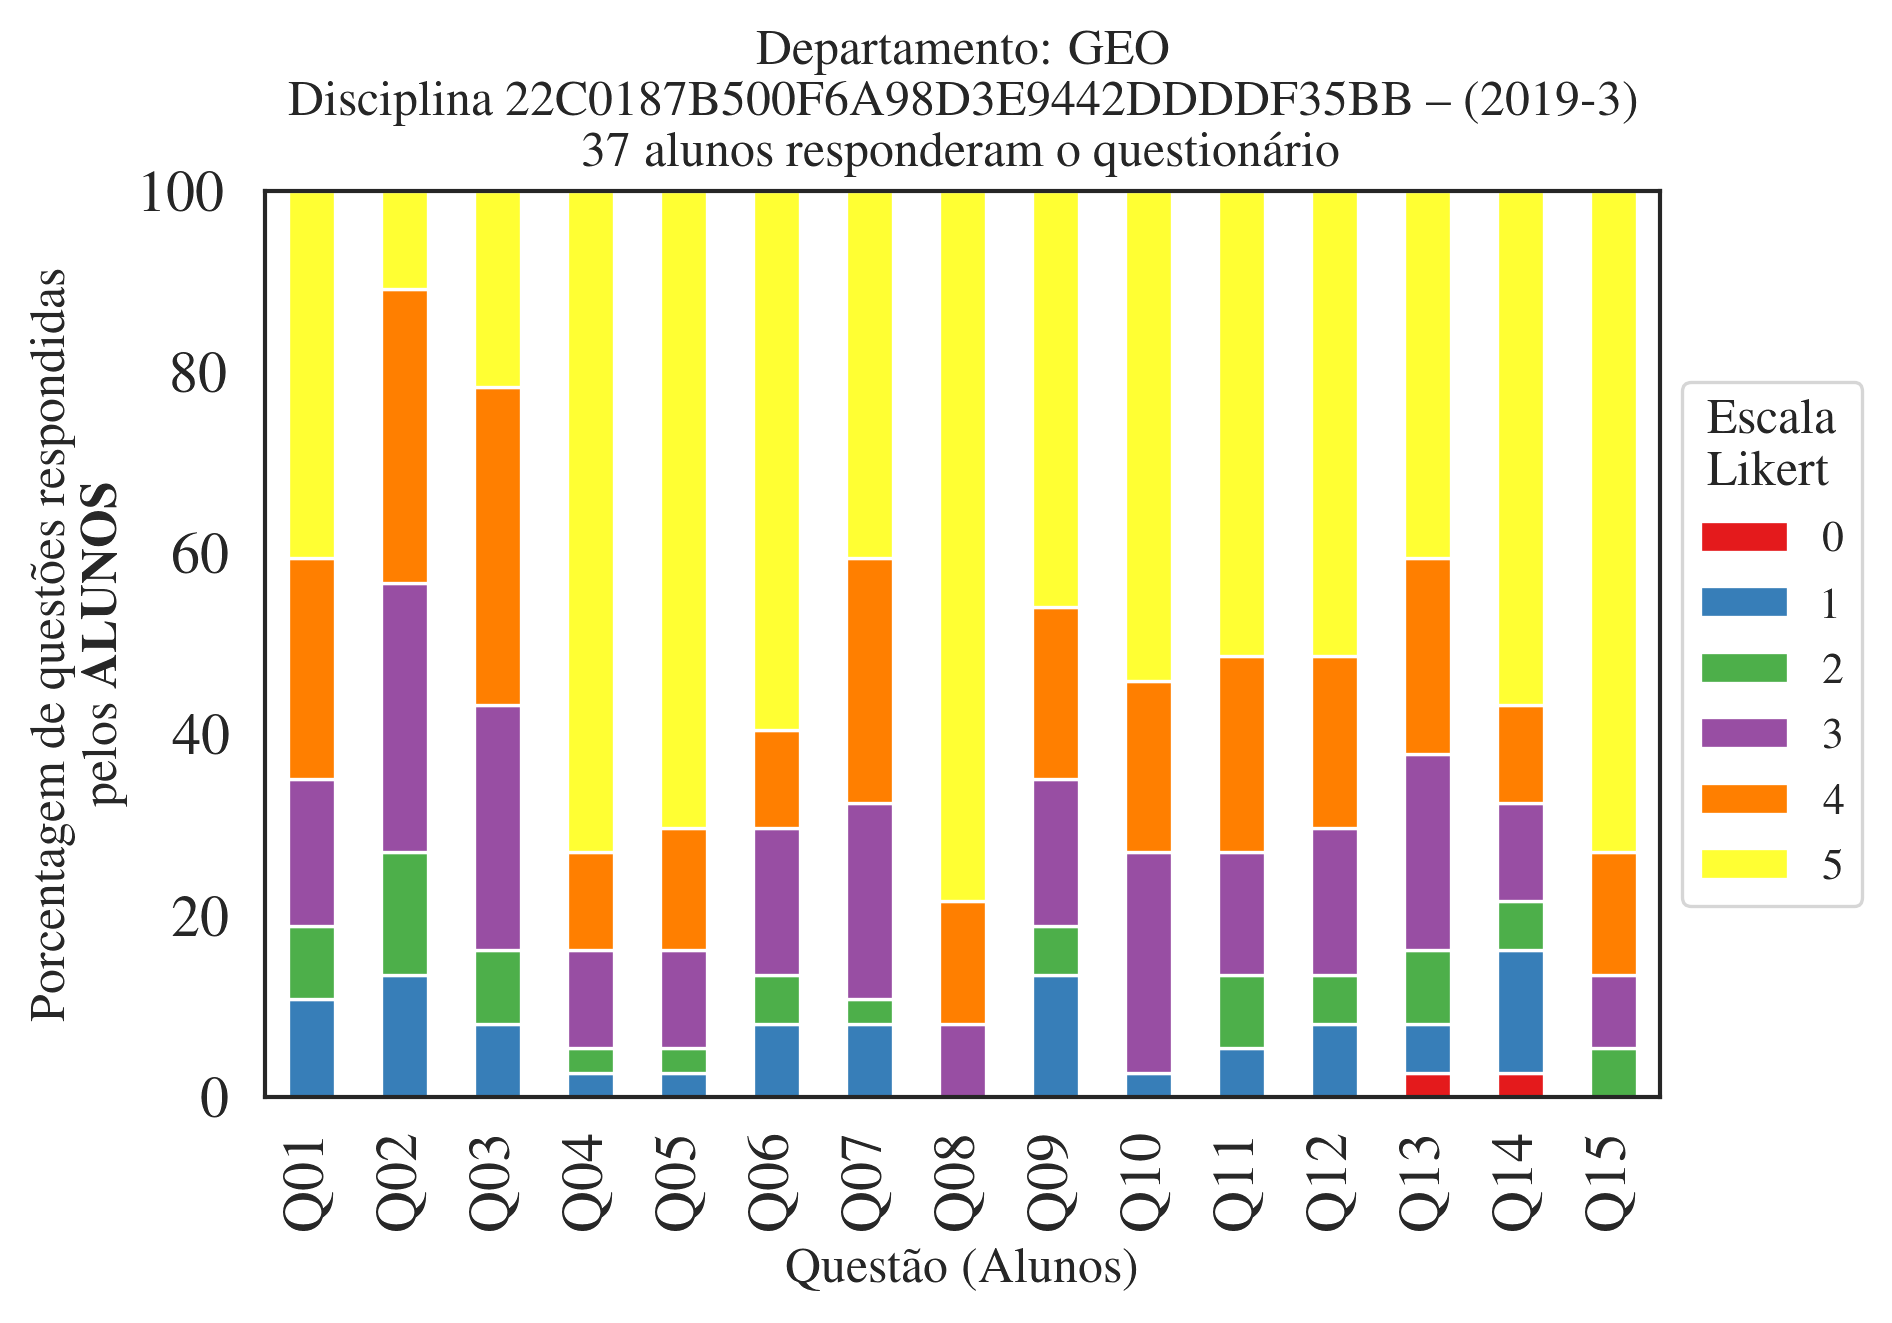 Departamento: GEO
Disciplina 22C0187B500F6A98D3E9442DDDDF35BB – (2019-3)
37 alunos responderam o questionário
Porcentagem de questões respondidas
pelos ALUNOS
100
80
60
40
20
0
Q01
Q02
Q03
Q04
Q05
Q06
Q07
Q08
Q09
Q10
Q11
Q12
Q13
Q14
Q15
Questão (Alunos)
Escala
Likert
0
1
2
3
4
5